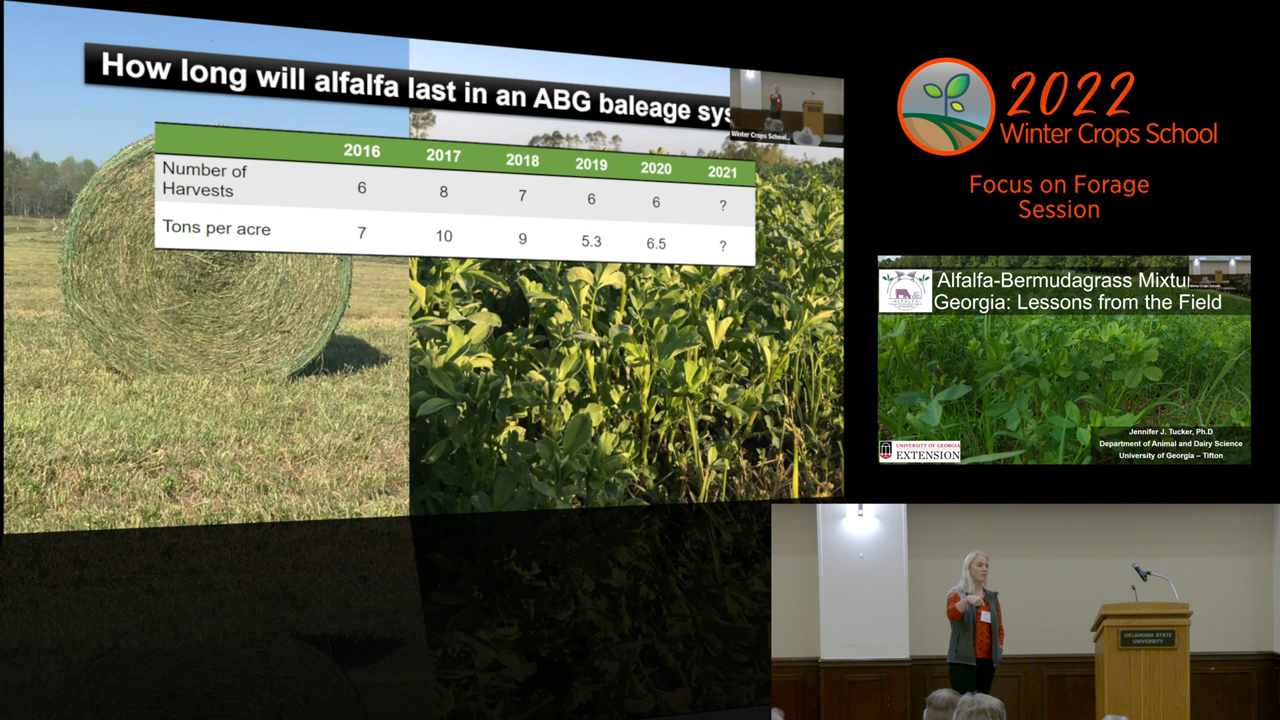 How long will alfalfa last in an ABG baleage sys
Winter Crops School...
2016 2017 2018 2019 2020 2021
Number of
Harvests 6 8 7 6 6 ?
Tons per acre 7 10 9 5.3 6.5 ?
2022
Winter Crops School
Focus on Forage
Session
Alfalfa-Bermudagrass Mixtu
Georgia: Lessons from the Field
ALFALFA
Jennifer J. Tucker, Ph.D
Department of Animal and Dairy Science
University of Georgia – Tifton
UNIVERSITY OF GEORGIA
EXTENSION
OKLAHOMA STATE
UNIVERSITY